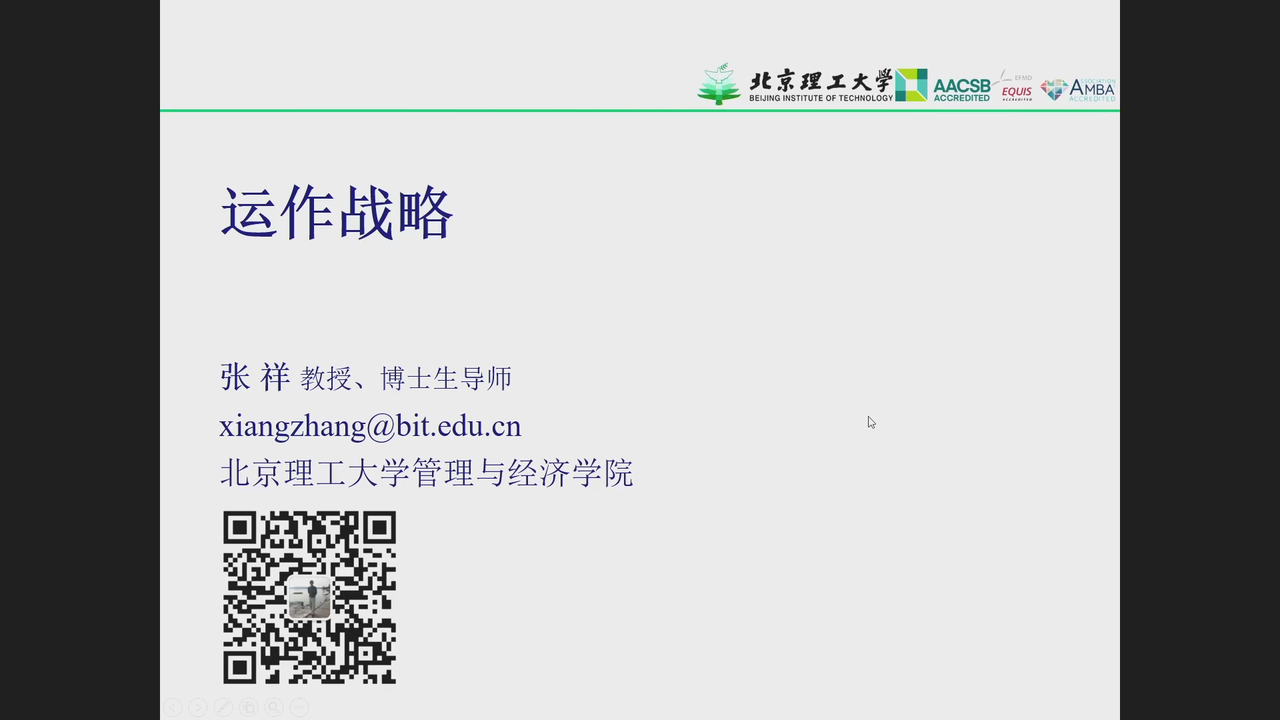 北京理工大学
BEIJING INSTITUTE OF TECHNOLOGY
AACSB
ACCREDITED
EFMD
EQUIS
ACCREDITED
ASSOCIATION
AMBA
ACCREDITED
运作战略
张 祥 教授、博士生导师
xiangzhang@bit.edu.cn
北京理工大学管理与经济学院